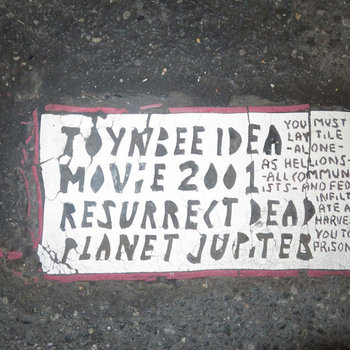 TOYNBEE IDEA
MOVIE 2001
RESURRECT DEAD
PLANET JUPITER
YOU MUST
LAY TILE
-ALONE-
AS HELLIONS-
-ALL COMMUN
ISTS-AND FED
INFILT
ATE A
HARVE
YOU TO
PRISON